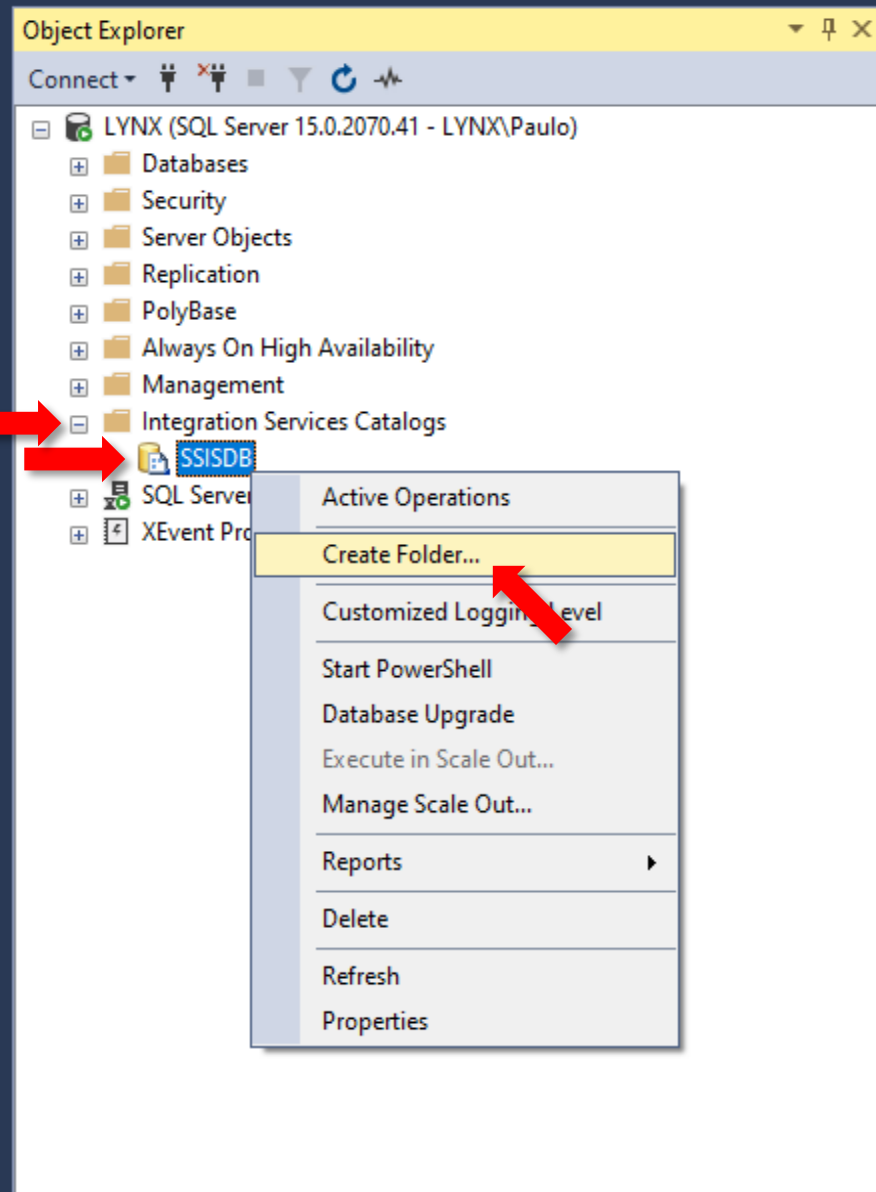 Object Explorer
Connect
LYNX (SQL Server 15.0.2070.41 - LYNX\Paulo)
Databases
Security
Server Objects
Replication
PolyBase
Always On High Availability
Management
Integration Services Catalogs
SSISDB
SQL Server
XEvent Pro
Active Operations
Create Folder...
Customized Logging Level
Start PowerShell
Database Upgrade
Execute in Scale Out...
Manage Scale Out...
Reports
Delete
Refresh
Properties